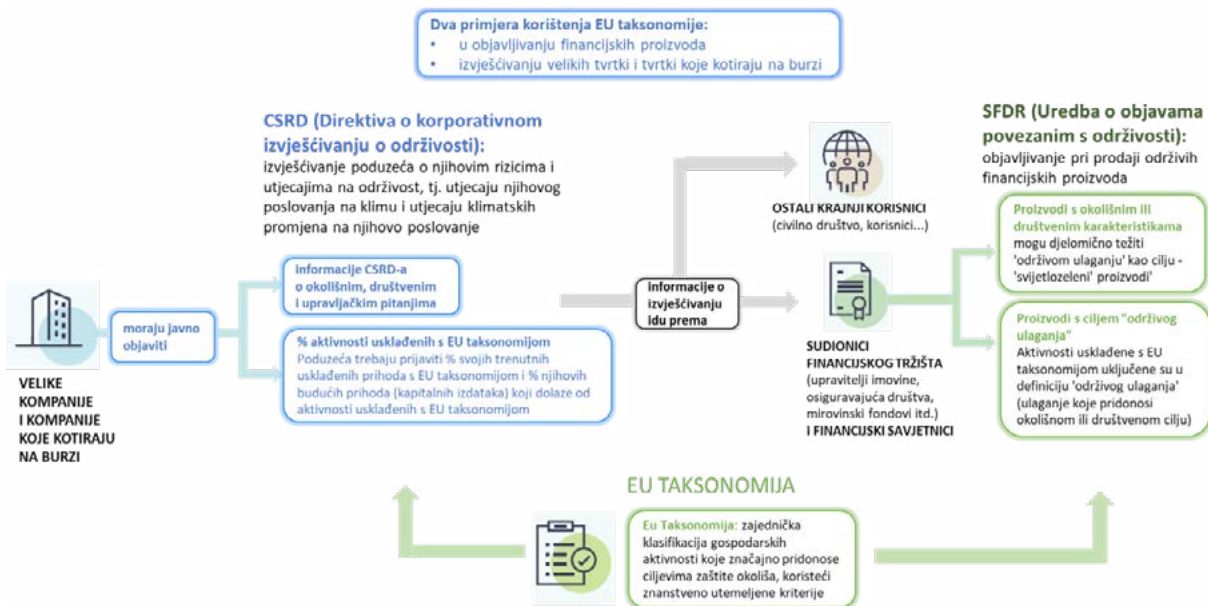 Dva primjera korištenja EU taksonomije:
• u objavljivanju financijskih proizvoda
• izvješćivanju velikih tvrtki i tvrtki koje kotiraju na burzi
CSRD (Direktiva o korporativnom
izvješćivanju o održivosti):
izvješćivanje poduzeća o njihovim rizicima i
utjecajima na održivost, tj. utjecaju njihovog
poslovanja na klimu i utjecaju klimatskih
promjena na njihovo poslovanje
VELIKE
KOMPANIJE
I KOMPANIJE
KOJE KOTIRAJU
NA BURZI
moraju javno
objaviti
Informacije CSRD-a
o okolišnim, društvenim
i upravljačkim pitanjima
% aktivnosti usklađenih s EU taksonomijom
Poduzeća trebaju prijaviti % svojih trenutnih
usklađenih prihoda s EU taksonomijom i % njihovih
budućih prihoda (kapitalnih izdataka) koji dolaze od
aktivnosti usklađenih s EU taksonomijom
Informacije o
izvješćivanju
idu prema
OSTALI KRAJNJI KORISNICI
(civilno društvo, korisnici...)
SUDIONICI
FINANCIJSKOG TRŽIŠTA
(upravitelji imovine,
osiguravajuća društva,
mirovinski fondovi itd.)
I FINANCIJSKI SAVJETNICI
SFDR (Uredba o objavama
povezanim s održivosti):
objavljivanje pri prodaji održivih
financijskih proizvoda
Proizvodi s okolišnim ili
društvenim karakteristikama
mogu djelomično težiti
'održivom ulaganju' kao cilju -
'svijetlozeleni' proizvodi'
Proizvodi s ciljem "održivog
ulaganja"
Aktivnosti usklađene s EU
taksonomijom uključene su u
definiciju 'održivog ulaganja'
(ulaganje koje pridonosi
okolišnom ili društvenom cilju)
EU TAKSONOMIJA
Eu Taksonomija: zajednička
klasifikacija gospodarskih
aktivnosti koje značajno pridonose
ciljevima zaštite okoliša, koristeći
znanstveno utemeljene kriterije